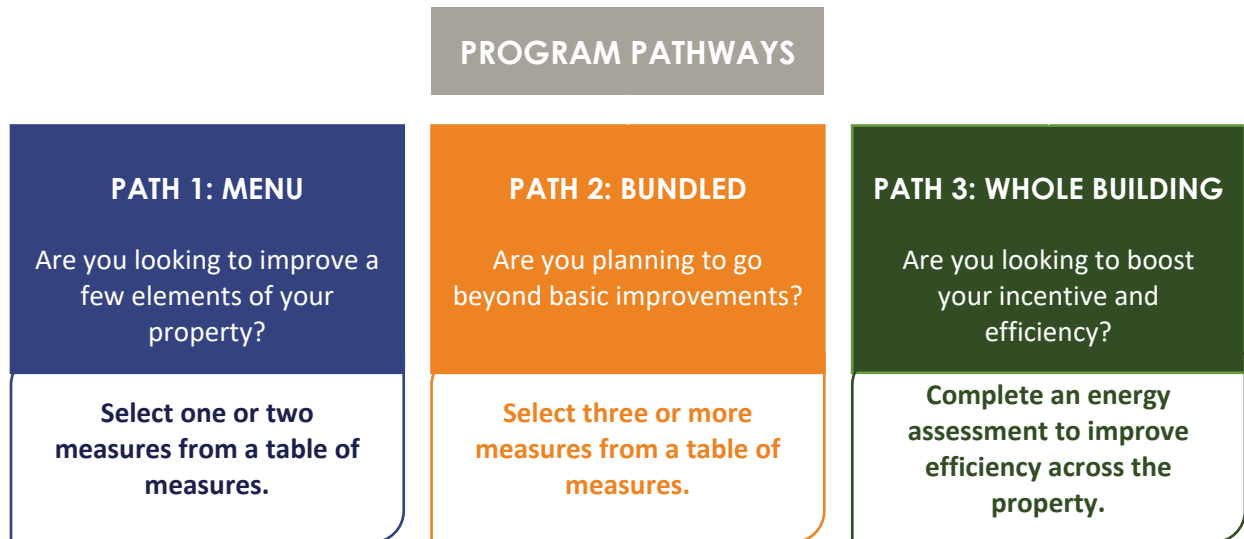 PROGRAM PATHWAYS
PATH 1: MENU
Are you looking to improve a
few elements of your
property?
Select one or two
measures from a table of
measures.
PATH 2: BUNDLED
Are you planning to go
beyond basic improvements?
Select three or more
measures from a table of
measures.
PATH 3: WHOLE BUILDING
Are you looking to boost
your incentive and
efficiency?
Complete an energy
assessment to improve
efficiency across the
property.